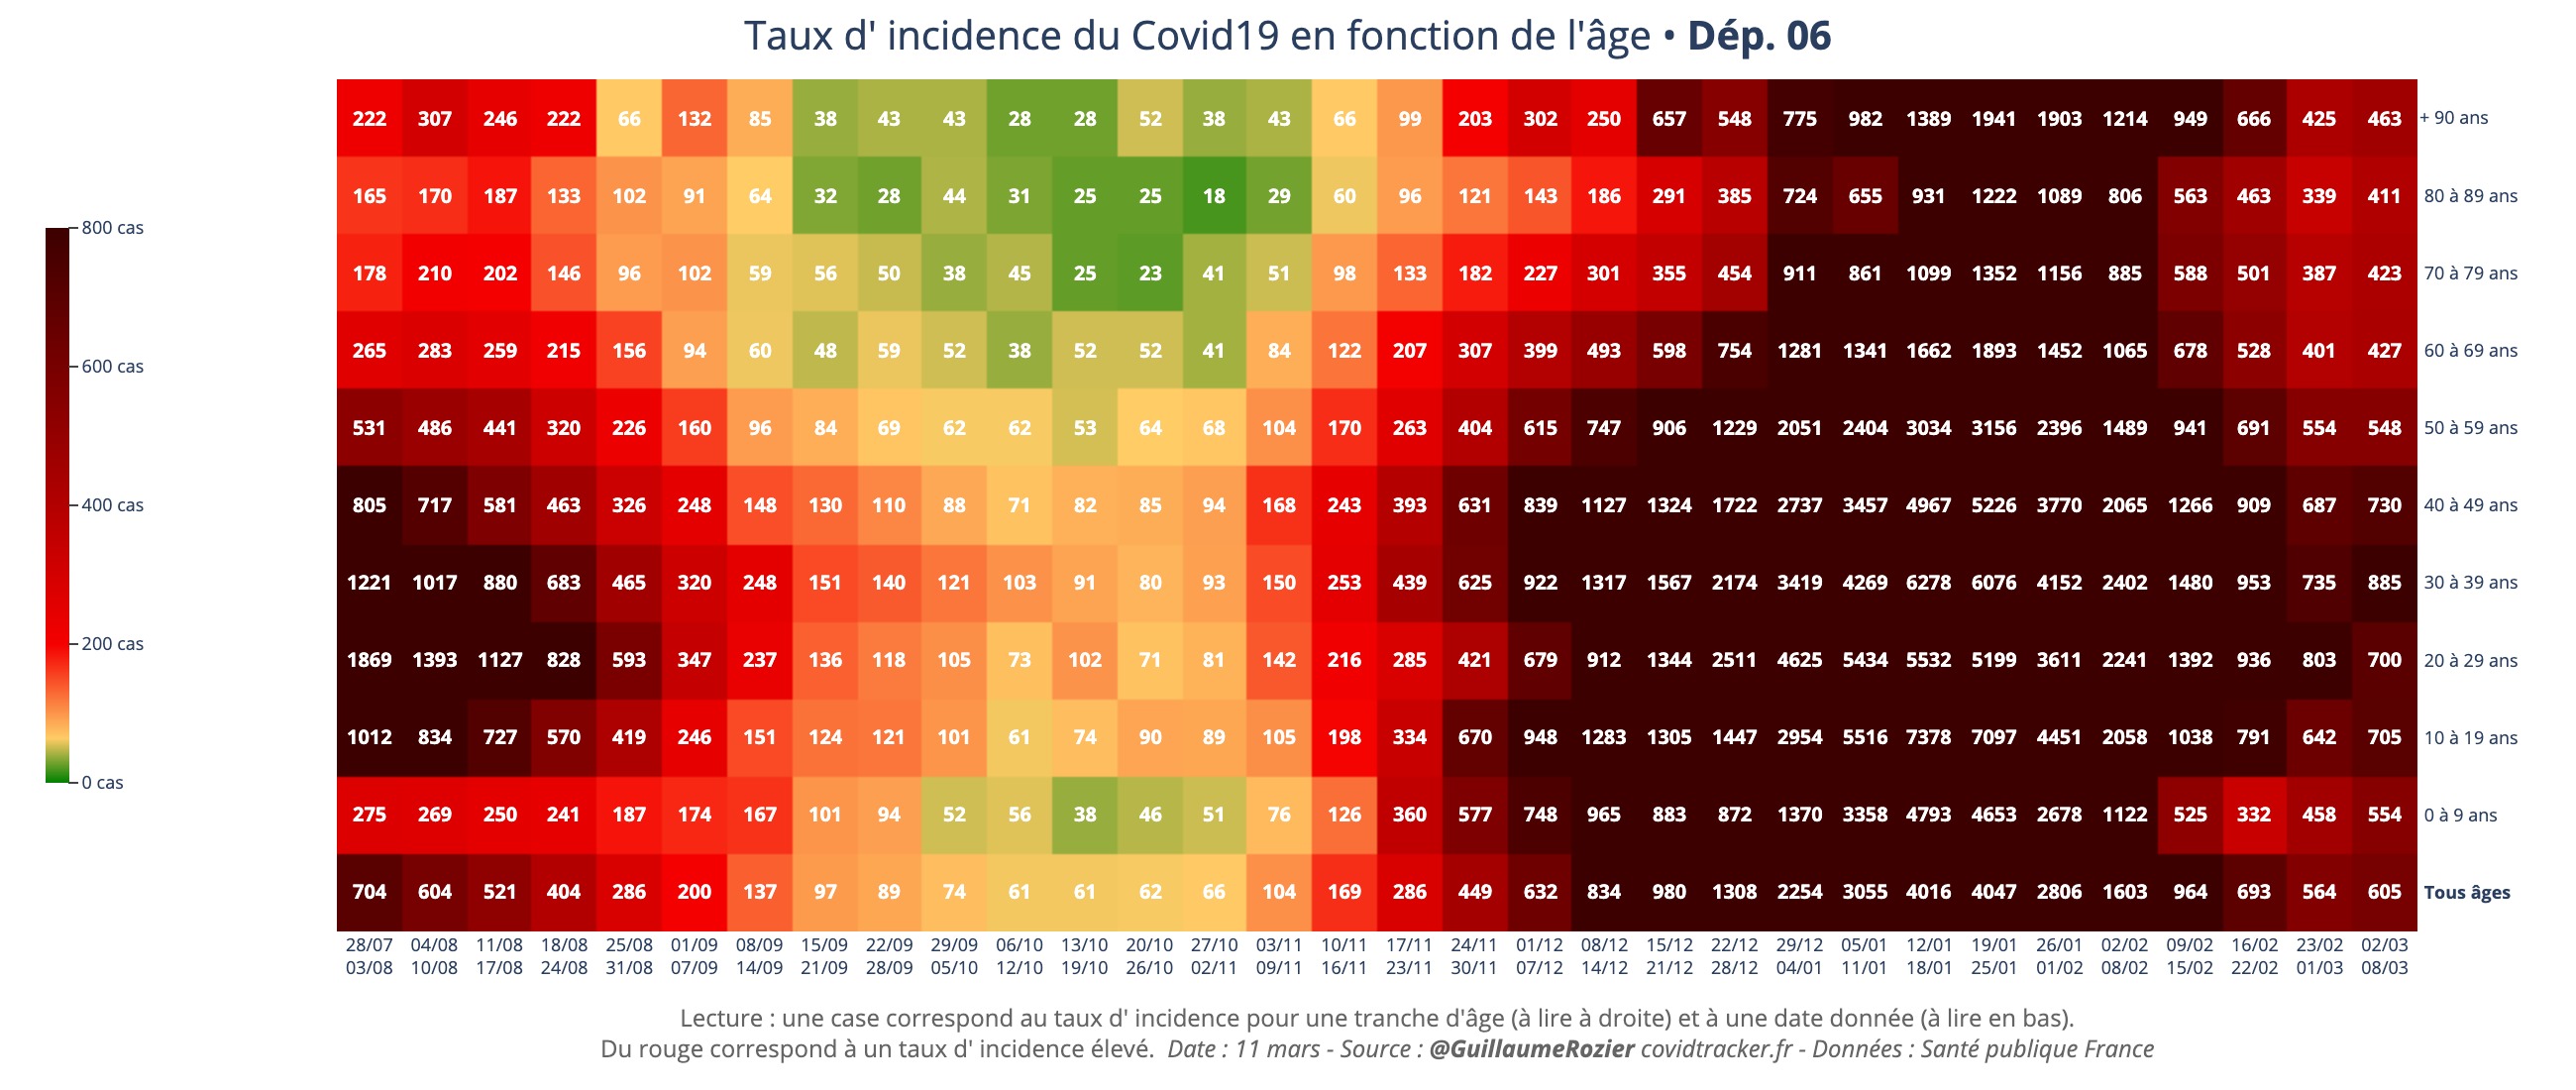 Taux d' incidence du Covid19 en fonction de l'âge • Dép. 06
222 307 246 222 66 132 85 38 43 43 28 28 52 38 43 66 99 203 302 250 657 548 775 982 1389 1941 1903 1214 949 666 425 463 + 90 ans
165 170 187 133 102 91 64 32 28 44 31 25 25 18 29 60 96 121 143 186 291 385 724 655 931 1222 1089 806 563 463 339 411 80 à 89 ans
178 210 202 146 96 102 59 56 50 38 45 25 23 41 51 98 133 182 227 301 355 454 911 861 1099 1352 1156 885 588 501 387 423 70 à 79 ans
265 283 259 215 156 94 60 48 59 52 38 52 52 41 84 122 207 307 399 493 598 754 1281 1341 1662 1893 1452 1065 678 528 401 427 60 à 69 ans
531 486 441 320 226 160 96 84 69 62 62 53 64 68 104 170 263 404 615 747 906 1229 2051 2404 3034 3156 2396 1489 941 691 554 548 50 à 59 ans
805 717 581 463 326 248 148 130 110 88 71 82 85 94 168 243 393 631 839 1127 1324 1722 2737 3457 4967 5226 3770 2065 1266 909 687 730 40 à 49 ans
1221 1017 880 683 465 320 248 151 140 121 103 91 80 93 150 253 439 625 922 1317 1567 2174 3419 4269 6278 6076 4152 2402 1480 953 735 885 30 à 39 ans
1869 1393 1127 828 593 347 237 136 118 105 73 102 71 81 142 216 285 421 679 912 1344 2511 4625 5434 5532 5199 3611 2241 1392 936 803 700 20 à 29 ans
1012 834 727 570 419 246 151 124 121 101 61 74 90 89 105 198 334 670 948 1283 1305 1447 2954 5516 7378 7097 4451 2058 1038 791 642 705 10 à 19 ans
275 269 250 241 187 174 167 101 94 52 56 38 46 51 76 126 360 577 748 965 883 872 1370 3358 4793 4653 2678 1122 525 332 458 554 0 à 9 ans
704 604 521 404 286 200 137 97 89 74 61 61 62 66 104 169 286 449 632 834 980 1308 2254 3055 4016 4047 2806 1603 964 693 564 605 Tous âges
28/07 04/08 11/08 18/08 25/08 01/09 08/09 15/09 22/09 29/09 06/10 13/10 20/10 27/10 03/11 10/11 17/11 24/11 01/12 08/12 15/12 22/12 29/12 05/01 12/01 19/01 26/01 02/02 09/02 16/02 23/02 02/03
03/08 10/08 17/08 24/08 31/08 07/09 14/09 21/09 28/09 05/10 12/10 19/10 26/10 02/11 09/11 16/11 23/11 30/11 07/12 14/12 21/12 28/12 04/01 11/01 18/01 25/01 01/02 08/02 15/02 22/02 01/03 08/03
800 cas
600 cas
400 cas
200 cas
0 cas
Lecture : une case correspond au taux d' incidence pour une tranche d'âge (à lire à droite) et à une date donnée (à lire en bas).
Du rouge correspond à un taux d' incidence élevé. Date : 11 mars - Source : @GuillaumeRozier covidtracker.fr - Données : Santé publique France